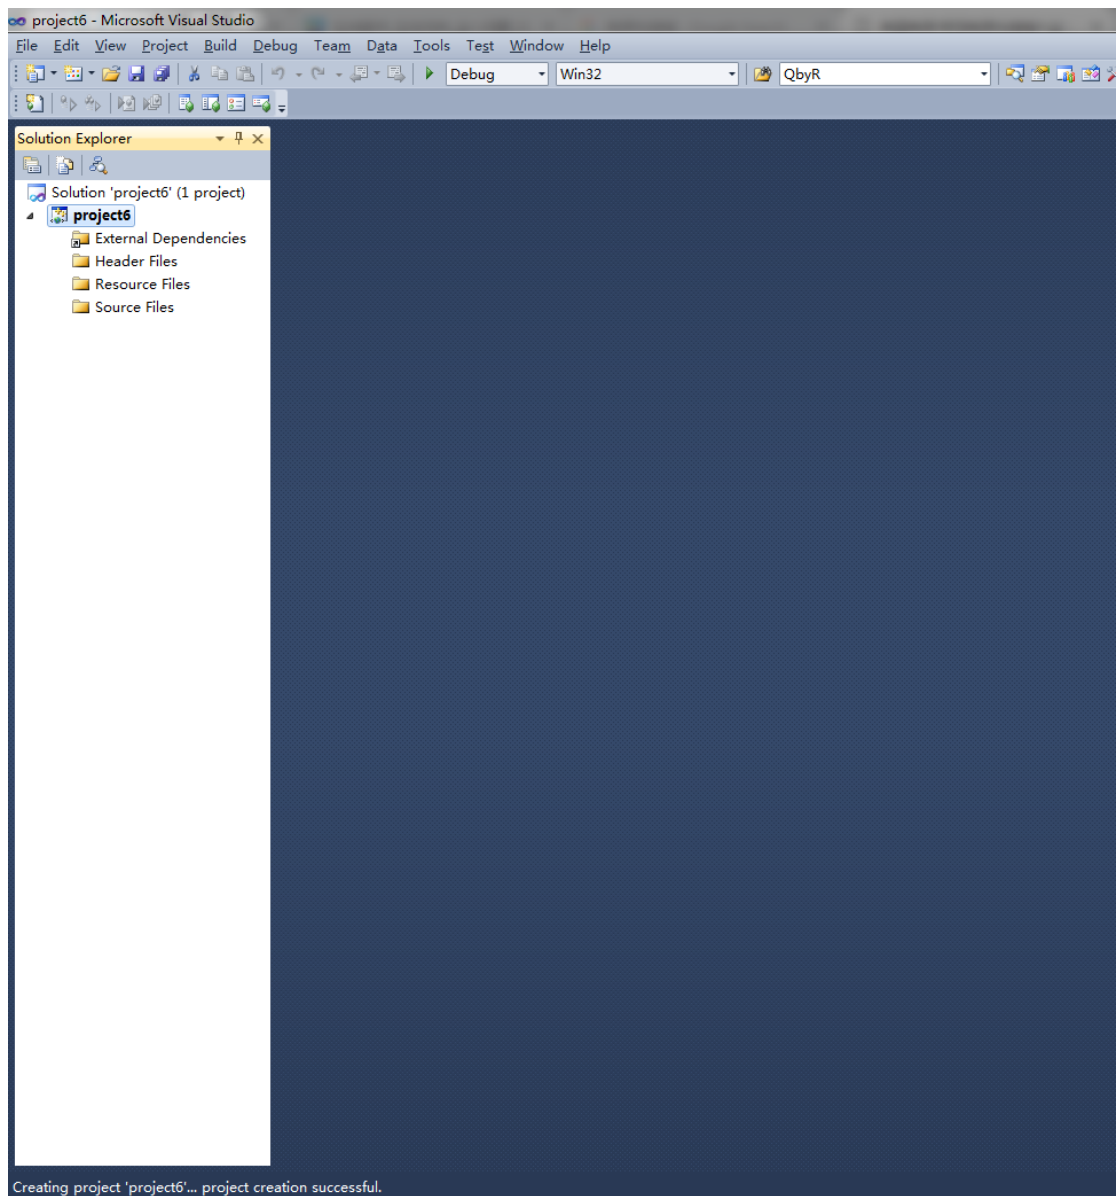 project6 - Microsoft Visual Studio
File Edit View Project Build Debug Team Data Tools Test Window Help
Debug Win32 QbyR
Solution Explorer
Solution 'project6' (1 project)
project6
External Dependencies
Header Files
Resource Files
Source Files
Creating project 'project6'... project creation successful.